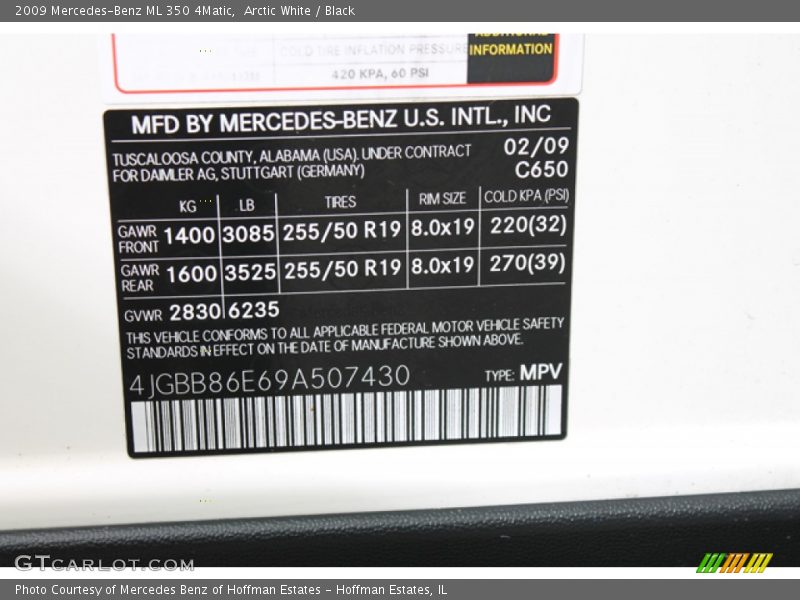 2009 Mercedes-Benz ML 350 4Matic,  Arctic White / Black
ADDITIONAL
COLD TIRE INFLATION PRESSURE INFORMATION
420 KPA, 60 PSI
MFD BY MERCEDES-BENZ U.S. INTL., INC
TUSCALOOSA COUNTY, ALABAMA (USA). UNDER CONTRACT 02/09
FOR DAIMLER AG, STUTTGART (GERMANY) C650
KG LB TIRES RIM SIZE COLD KPA (PSI)
GAWR FRONT 1400 3085 255/50 R19 8.0x19 220(32)
GAWR REAR 1600 3525 255/50 R19 8.0x19 270(39)
GVWR 2830 6235
THIS VEHICLE CONFORMS TO ALL APPLICABLE FEDERAL MOTOR VEHICLE SAFETY
STANDARDS IN EFFECT ON THE DATE OF MANUFACTURE SHOWN ABOVE.
4JGBB86E69A507430 TYPE: MPV
GTCARLOT.COM
Photo Courtesy of Mercedes Benz of Hoffman Estates - Hoffman Estates, IL